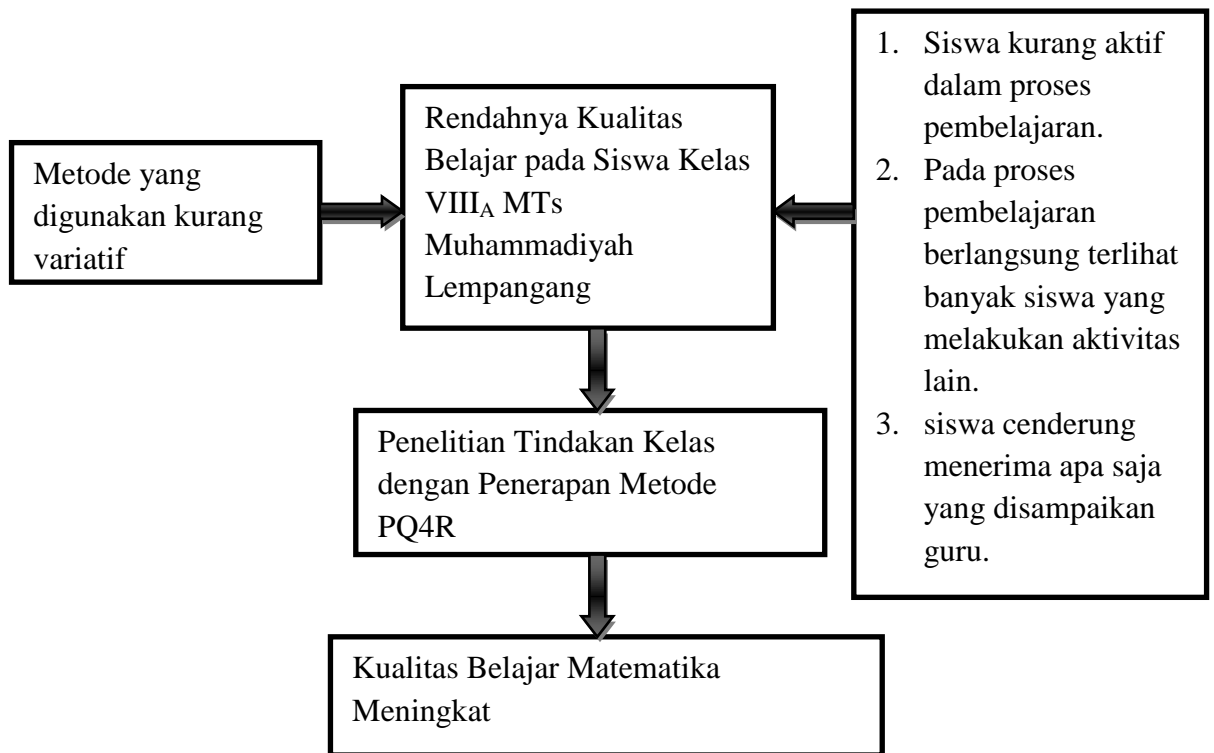 Metode yang
digunakan kurang
variatif
Rendahnya Kualitas
Belajar pada Siswa Kelas
VIIIA MTs
Muhammadiyah
Lempangang
1. Siswa kurang aktif
dalam proses
pembelajaran.
2. Pada proses
pembelajaran
berlangsung terlihat
banyak siswa yang
melakukan aktivitas
lain.
3. siswa cenderung
menerima apa saja
yang disampaikan
guru.
Penelitian Tindakan Kelas
dengan Penerapan Metode
PQ4R
Kualitas Belajar Matematika
Meningkat